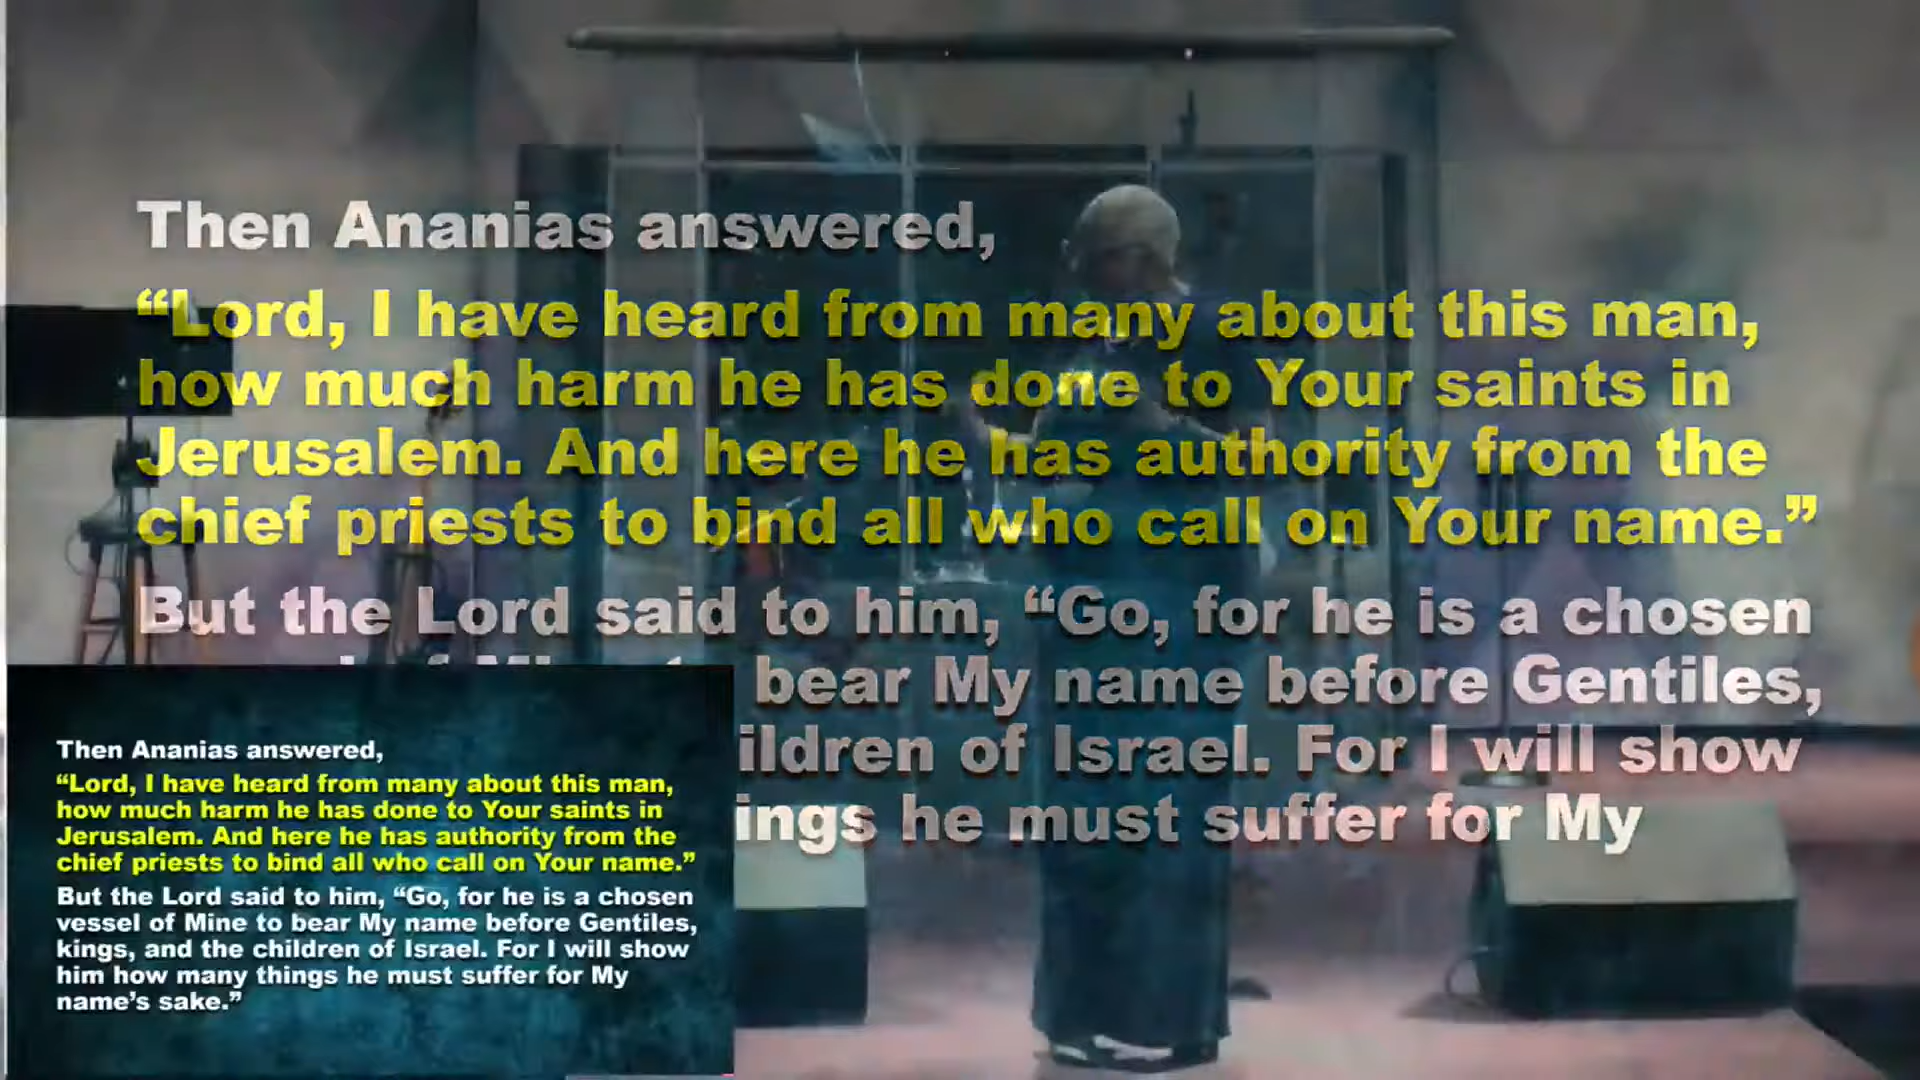 Then Ananias answered,
“Lord, I have heard from many about this man,
how much harm he has done to Your saints in
Jerusalem. And here he has authority from the
chief priests to bind all who call on Your name.”
But the Lord said to him, “Go, for he is a chosen
bear My name before Gentiles,
ildren of Israel. For I will show
ings he must suffer for My
Then Ananias answered,
“Lord, I have heard from many about this man,
how much harm he has done to Your saints in
Jerusalem. And here he has authority from the
chief priests to bind all who call on Your name.”
But the Lord said to him, “Go, for he is a chosen
vessel of Mine to bear My name before Gentiles,
kings, and the children of Israel. For I will show
him how many things he must suffer for My
name’s sake.”